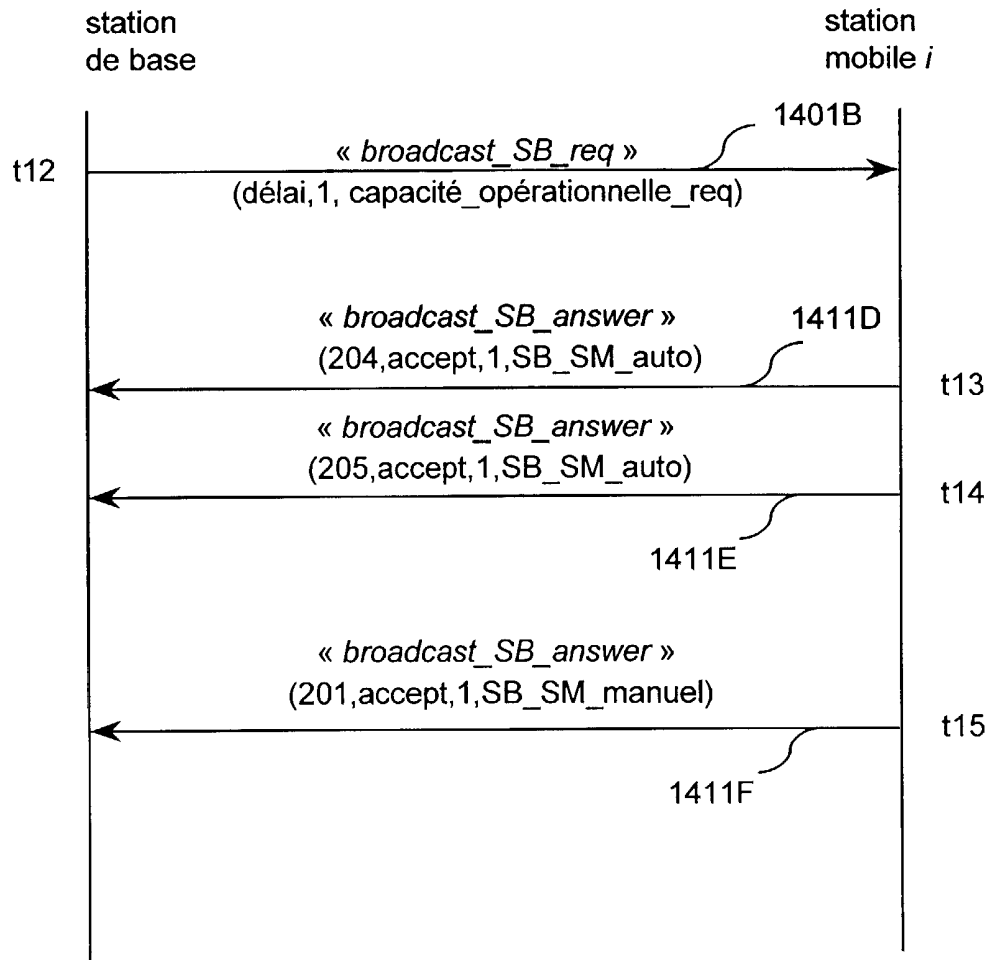 station
de base
station
mobile i
1401B
t12
« broadcast_SB_req »
(délai,1, capacité_opérationnelle_req)
« broadcast_SB_answer »
1411D
(204,accept,1,SB_SM_auto)
t13
« broadcast_SB_answer »
(205,accept,1,SB_SM_auto)
t14
1411E
« broadcast_SB_answer »
(201,accept,1,SB_SM_manuel)
t15
1411F